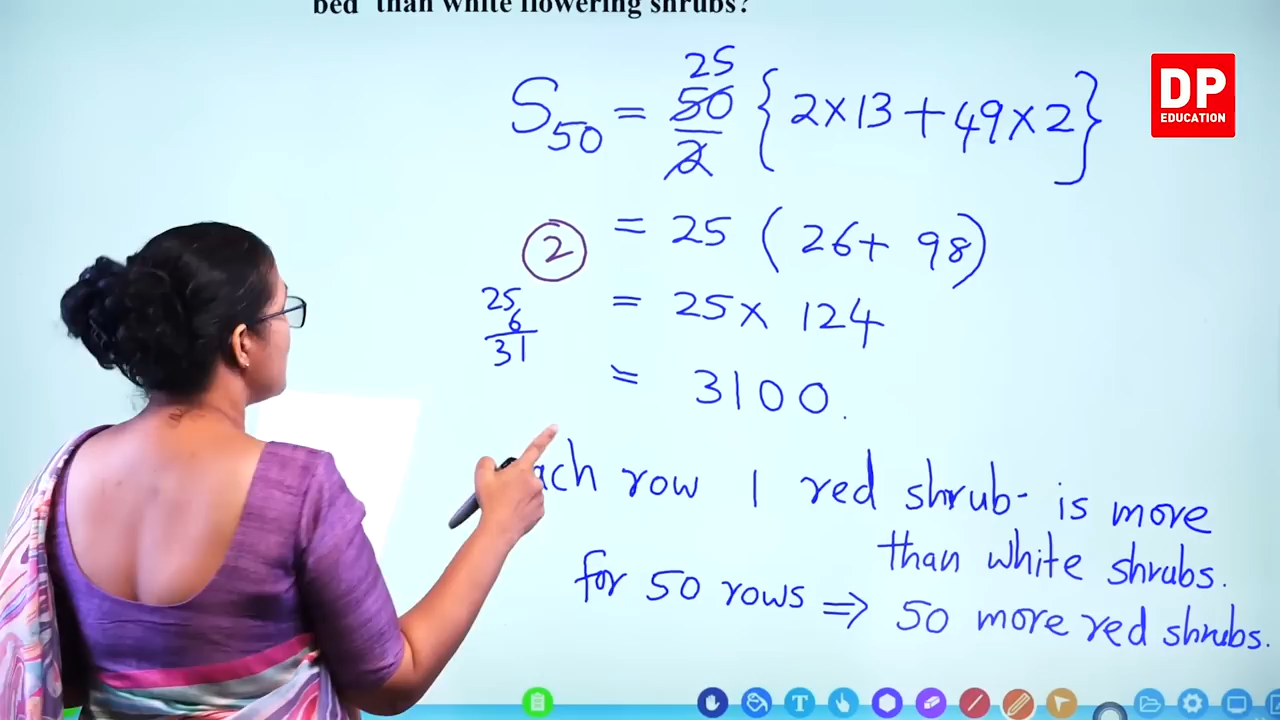 bed than white flowering shrubs?
DP
EDUCATION
25
S50 = 50/2 {2×13+49×2}
2
= 25 (26+ 98)
25
6
31
= 25× 124
= 3100.
ach row 1 red shrub- is more
than white shrubs.
for 50 rows ⇒ 50 more red shrubs.
T